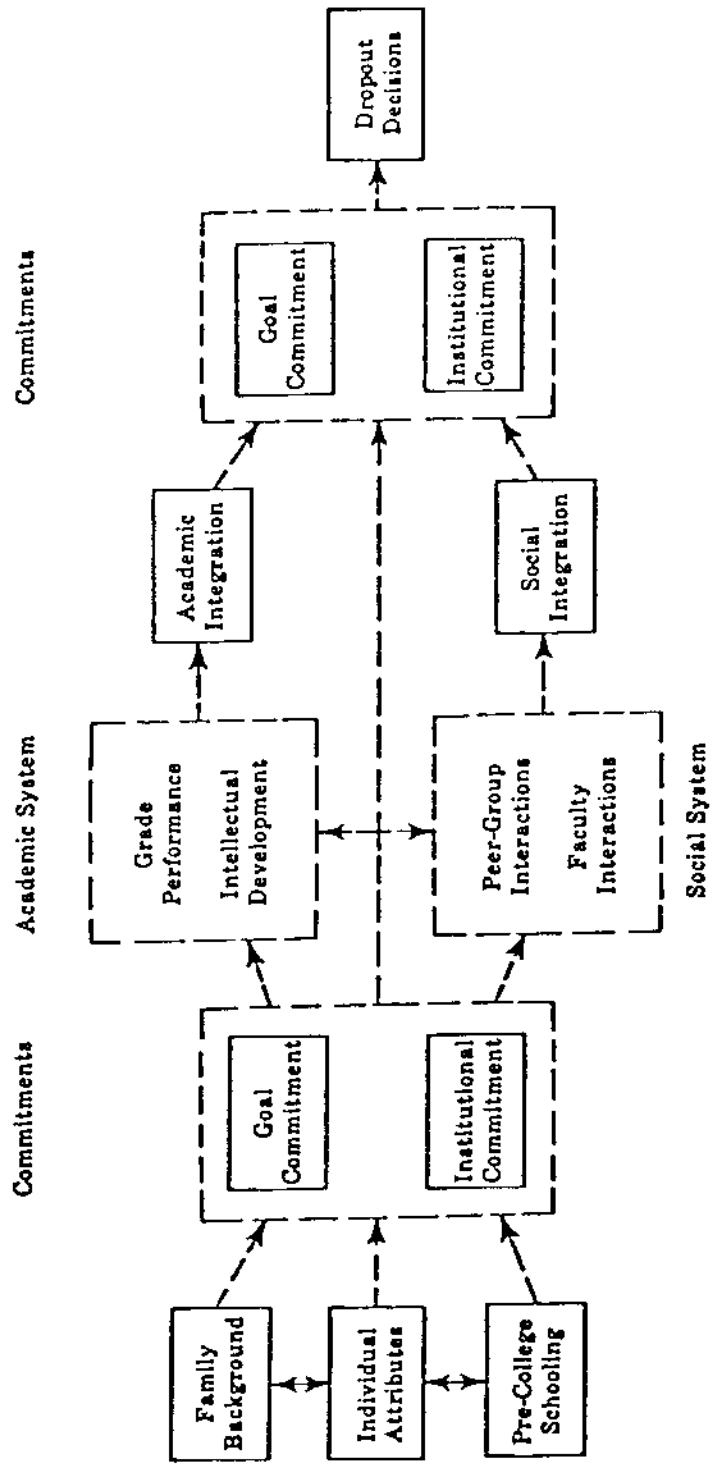 Commitments
Academic System
Commitments
Family
Background
Individual
Attributes
Pre-College
Schooling
Goal
Commitment
Institutional
Commitment
Grade
Performance
Intellectual
Development
Peer-Group
Interactions
Faculty
Interactions
Social System
Academic
Integration
Social
Integration
Goal
Commitment
Institutional
Commitment
Dropout
Decisions